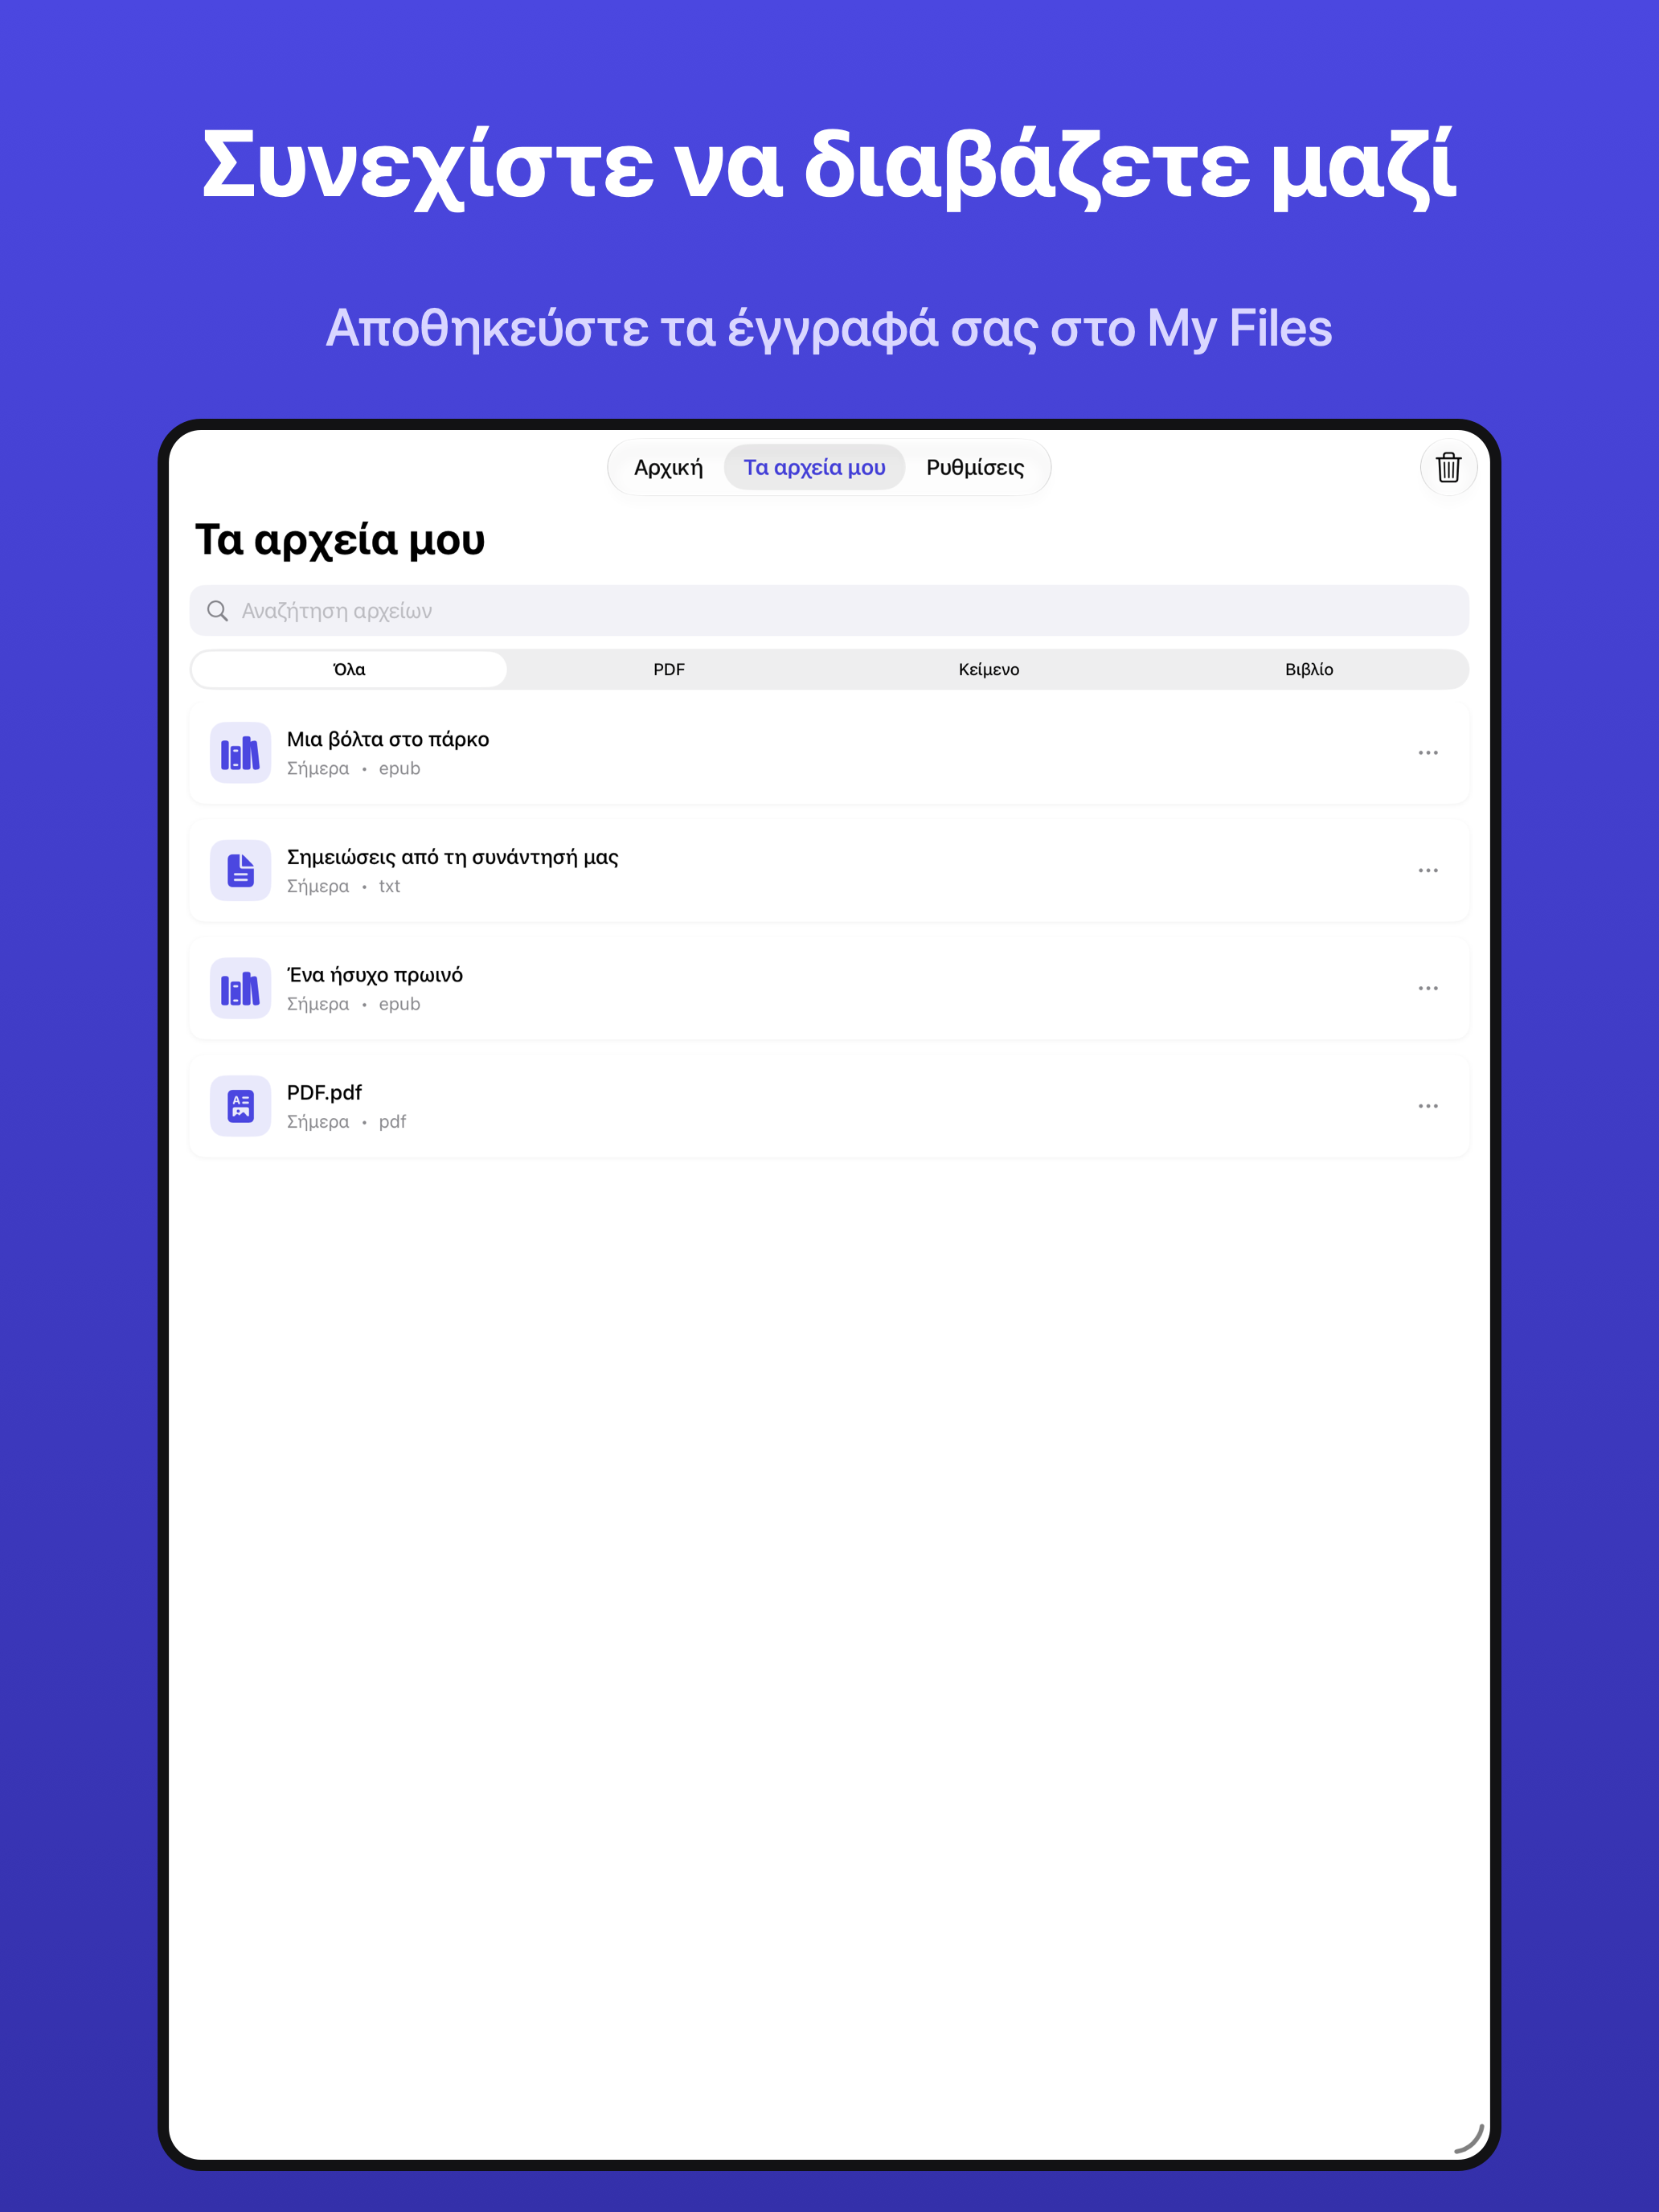 Συνεχίστε να διαβάζετε μαζί
Αποθηκεύστε τα έγγραφά σας στο My Files
Αρχική
Τα αρχεία μου
Ρυθμίσεις
Τα αρχεία μου
Αναζήτηση αρχείων
Όλα
PDF
Κείμενο
Βιβλίο
Μια βόλτα στο πάρκο
Σήμερα • epub
Σημειώσεις από τη συνάντησή μας
Σήμερα • txt
Ένα ήσυχο πρωινό
Σήμερα • epub
PDF.pdf
Σήμερα • pdf